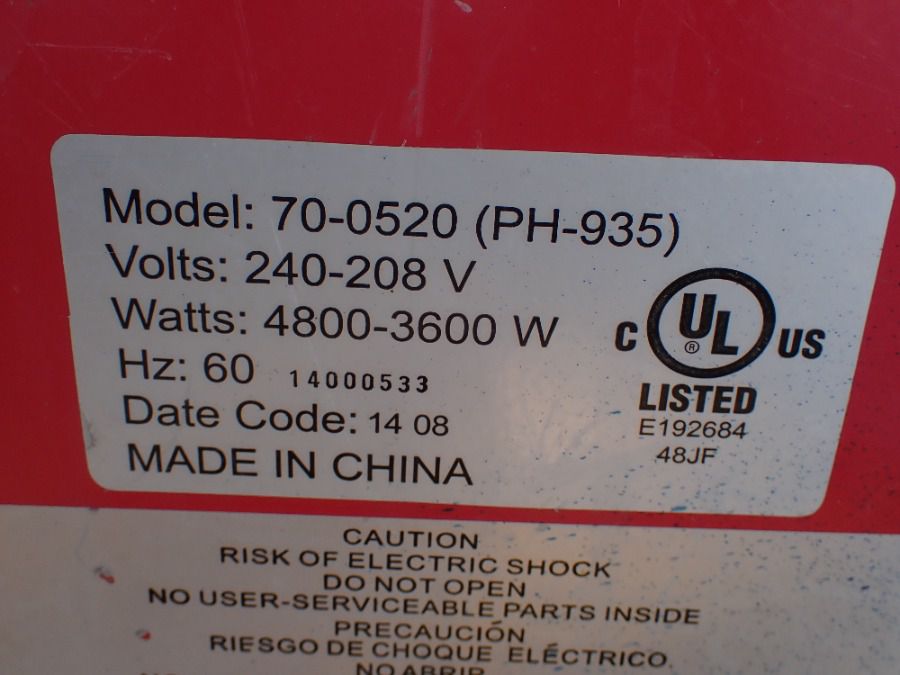 Model: 70-0520 (PH-935)
Volts: 240-208 V
Watts: 4800-3600 W
Hz: 60 14000533
Date Code: 14 08
MADE IN CHINA
C UL ® US
LISTED
E192684
48JF
CAUTION
RISK OF ELECTRIC SHOCK
DO NOT OPEN
NO USER-SERVICEABLE PARTS INSIDE
PRECAUCIÓN
RIESGO DE CHOQUE ELÉCTRICO
NO ABRIR